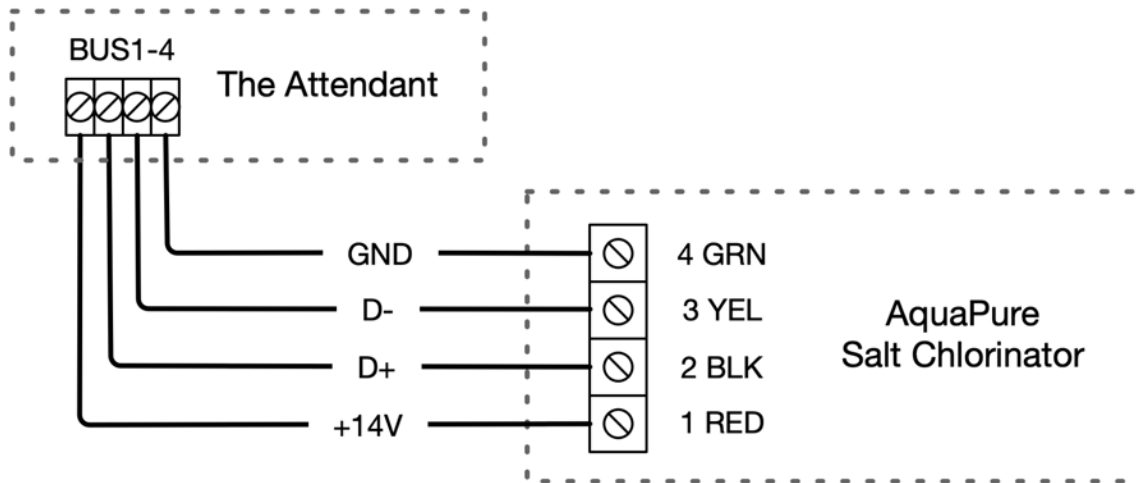 BUS1-4
The Attendant
GND
4 GRN
D-
3 YEL
D+
2 BLK
+14V
1 RED
AquaPure
Salt Chlorinator